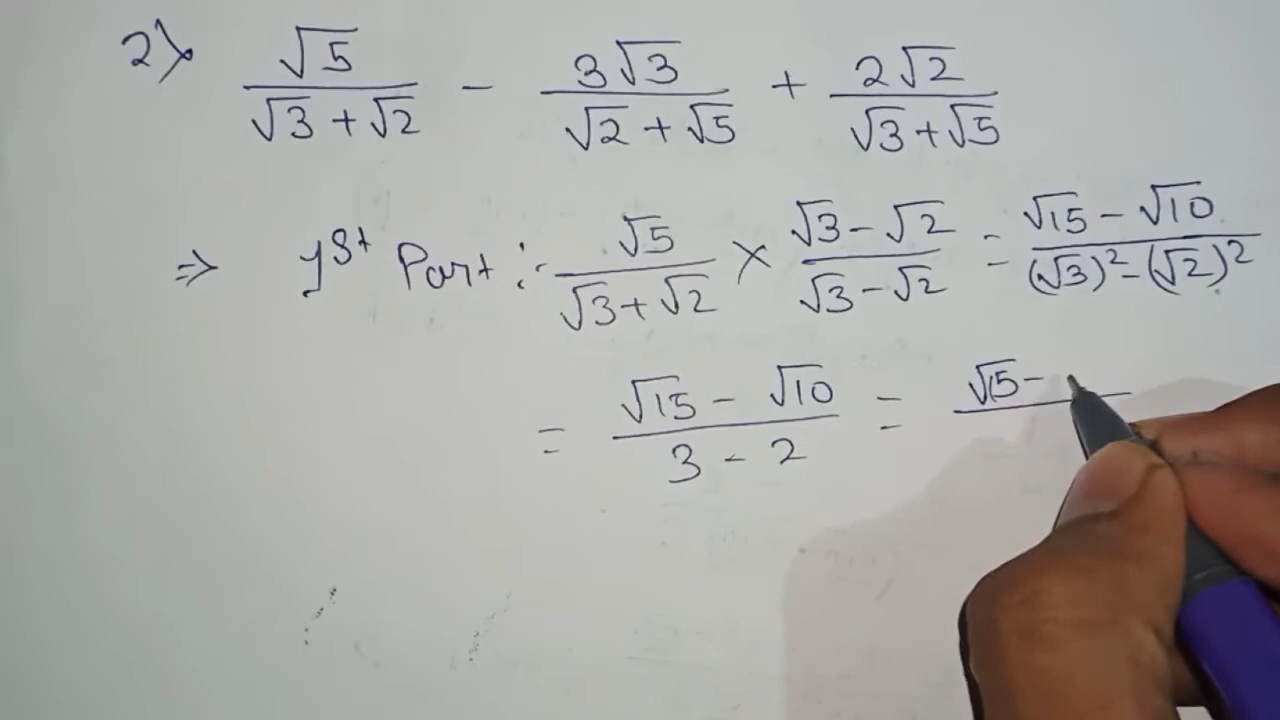 2) √5/(√3+√2) - 3√3/(√2+√5) + 2√2/(√3+√5)
⇒ 1st Part :- √5/(√3+√2) × (√3-√2)/(√3-√2) = (√15-√10)/((√3)²-(√2)²)
= (√15-√10)/(3-2) = √15-